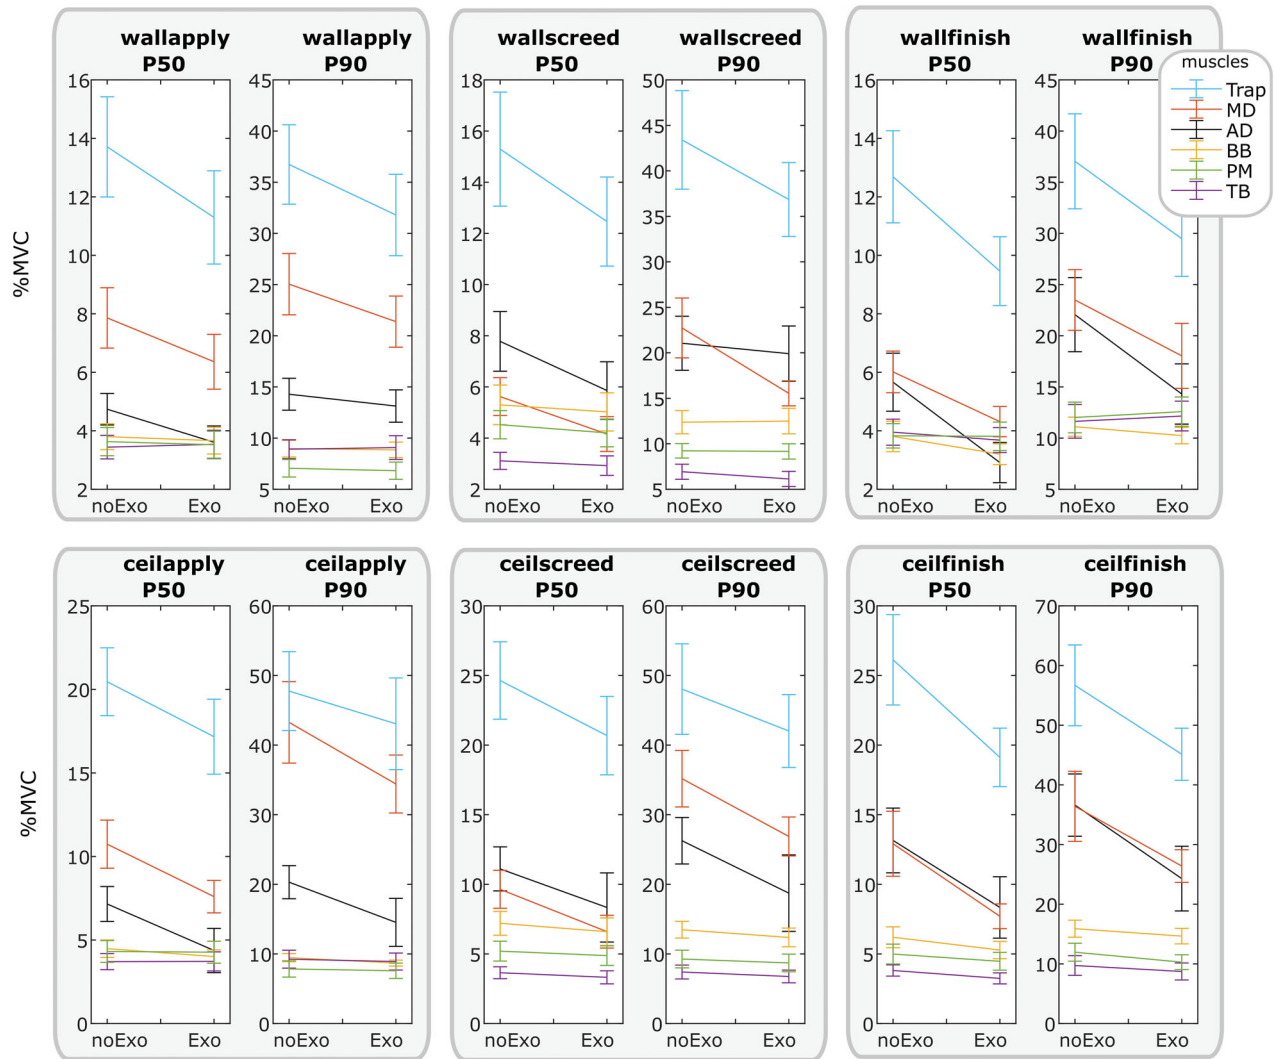 wallapply
P50
wallapply
P90
wallscreed
P50
wallscreed
P90
wallfinish
P50
wallfinish
P90
muscles
Trap
MD
AD
BB
PM
TB
%MVC
16
14
12
10
8
6
4
2
noExo Exo
45
40
35
30
25
20
15
10
5
noExo Exo
18
16
14
12
10
8
6
4
2
noExo Exo
50
45
40
35
30
25
20
15
10
5
noExo Exo
16
14
12
10
8
6
4
2
noExo Exo
45
40
35
30
25
20
15
10
5
noExo Exo
ceilapply
P50
ceilapply
P90
ceilscreed
P50
ceilscreed
P90
ceilfinish
P50
ceilfinish
P90
%MVC
25
20
15
10
5
0
noExo Exo
60
50
40
30
20
10
0
noExo Exo
30
25
20
15
10
5
0
noExo Exo
60
50
40
30
20
10
0
noExo Exo
30
25
20
15
10
5
0
noExo Exo
70
60
50
40
30
20
10
0
noExo Exo